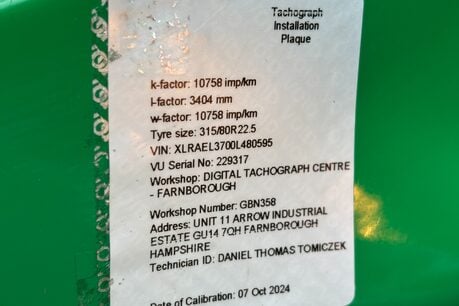 Tachograph
Installation
Plaque
k-factor: 10758 imp/km
l-factor: 3404 mm
w-factor: 10758 imp/km
Tyre size: 315/80R22.5
VIN: XLRAEL3700L480595
VU Serial No: 229317
Workshop: DIGITAL TACHOGRAPH CENTRE
- FARNBOROUGH
Workshop Number: GBN358
Address: UNIT 11 ARROW INDUSTRIAL
ESTATE GU14 7QH FARNBOROUGH
HAMPSHIRE
Technician ID: DANIEL THOMAS TOMICZEK
Date of Calibration: 07 Oct 2024